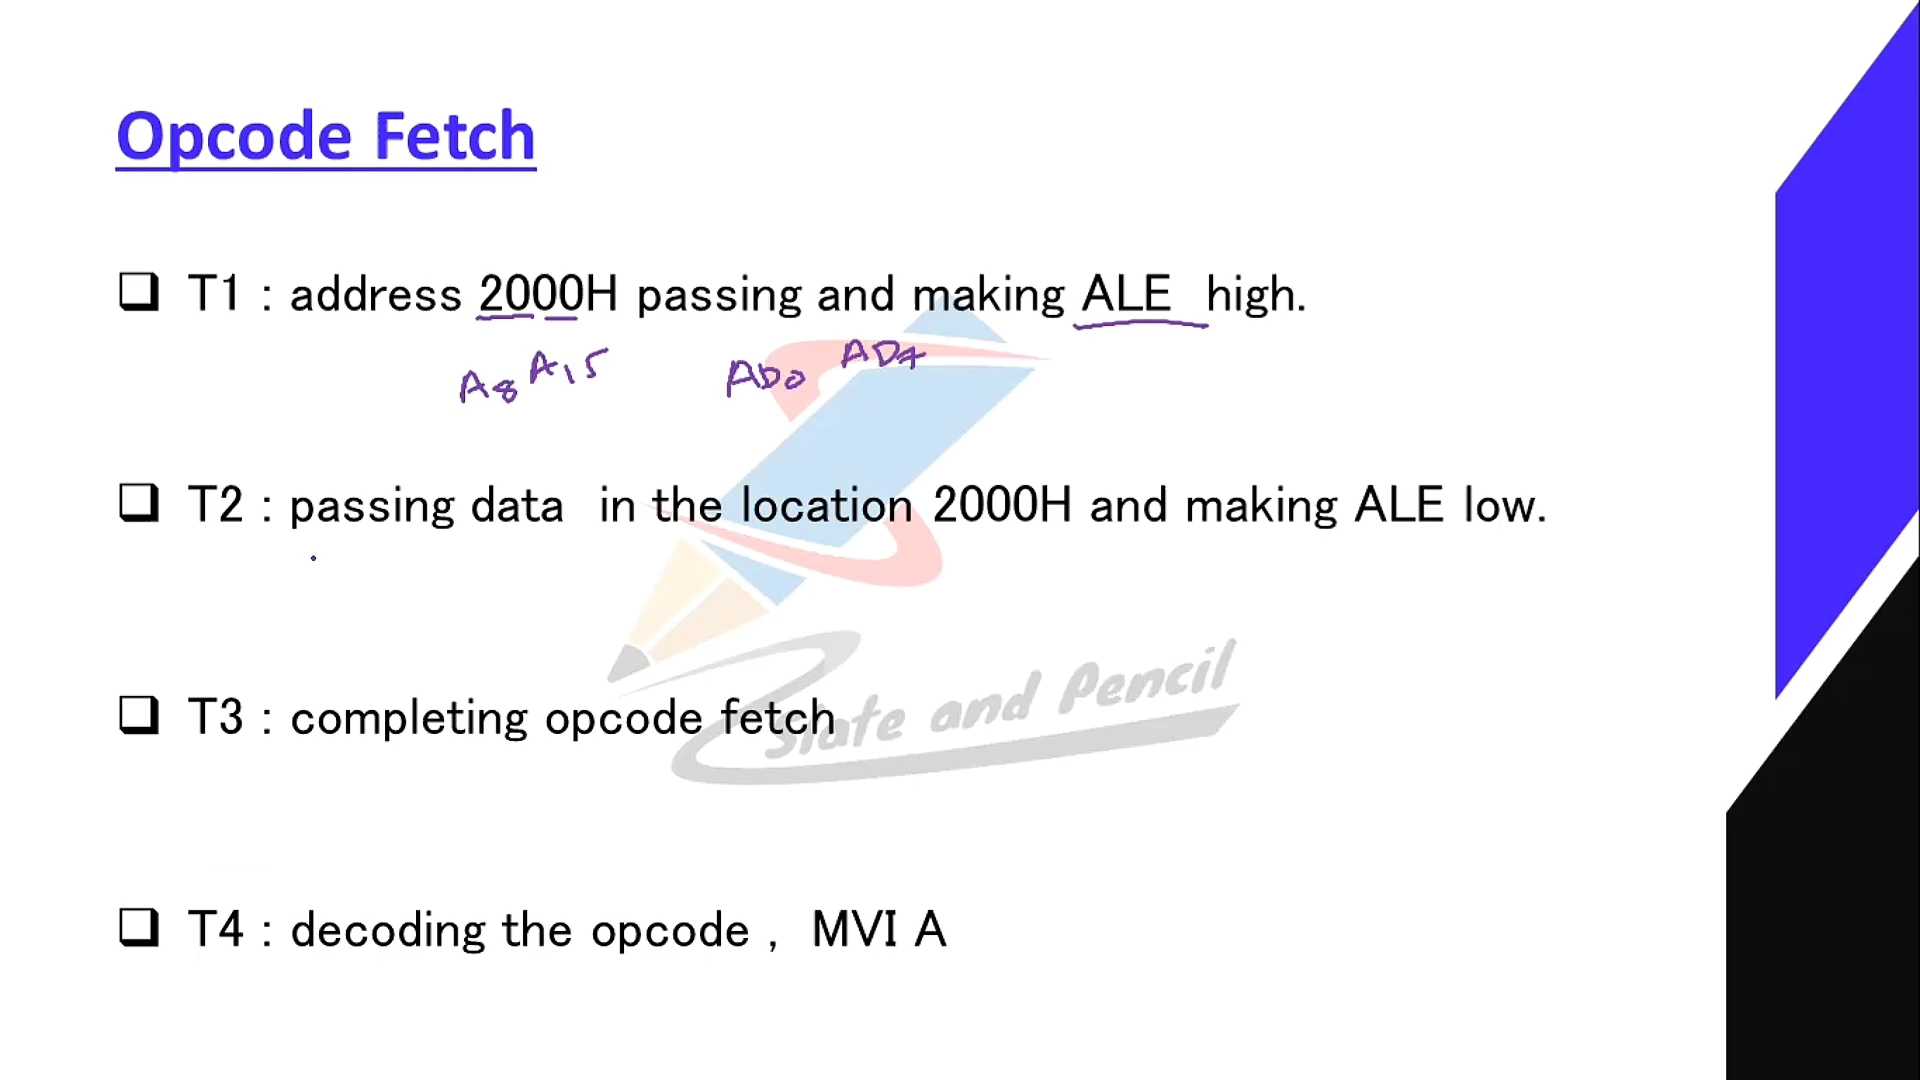 Opcode Fetch
T1 : address 2000H passing and making ALE high.
A8 A15 AD0 AD7
T2 : passing data in the location 2000H and making ALE low.
Slate and Pencil
T3 : completing opcode fetch
T4 : decoding the opcode , MVI A